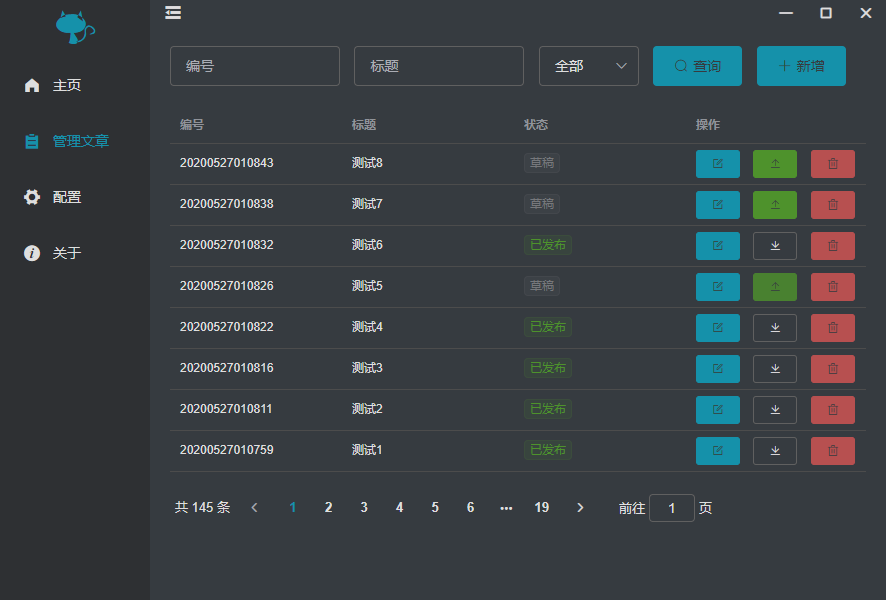 主页
管理文章
配置
关于
编号 标题 全部 查询 新增
编号 标题 状态 操作
20200527010843 测试8 草稿
20200527010838 测试7 草稿
20200527010832 测试6 已发布
20200527010826 测试5 草稿
20200527010822 测试4 已发布
20200527010816 测试3 已发布
20200527010811 测试2 已发布
20200527010759 测试1 已发布
共 145 条 1 2 3 4 5 6 ••• 19 前往 1 页